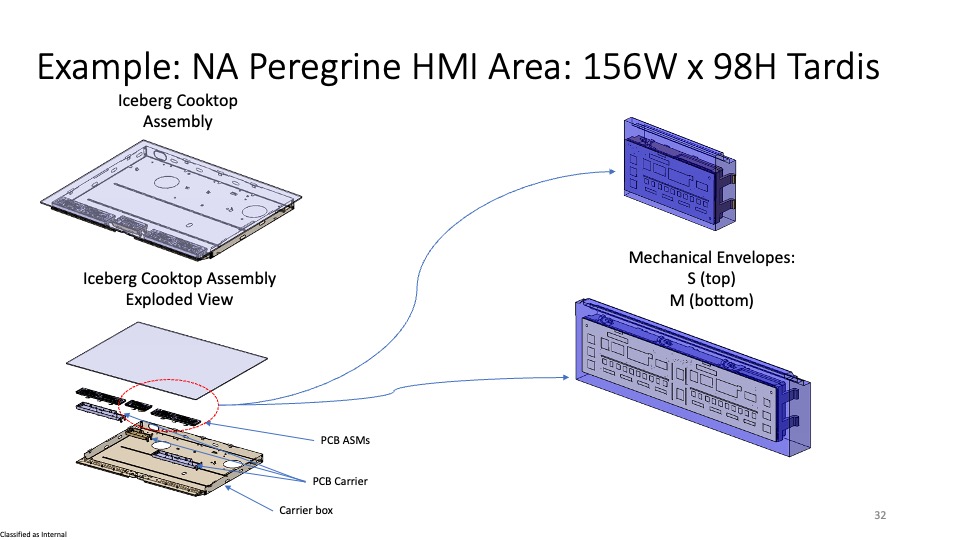 Example: NA Peregrine HMI Area: 156W x 98H Tardis
Iceberg Cooktop
Assembly
Iceberg Cooktop Assembly
Exploded View
Mechanical Envelopes:
S (top)
M (bottom)
PCB ASMs
PCB Carrier
Carrier box
32
Classified as Internal